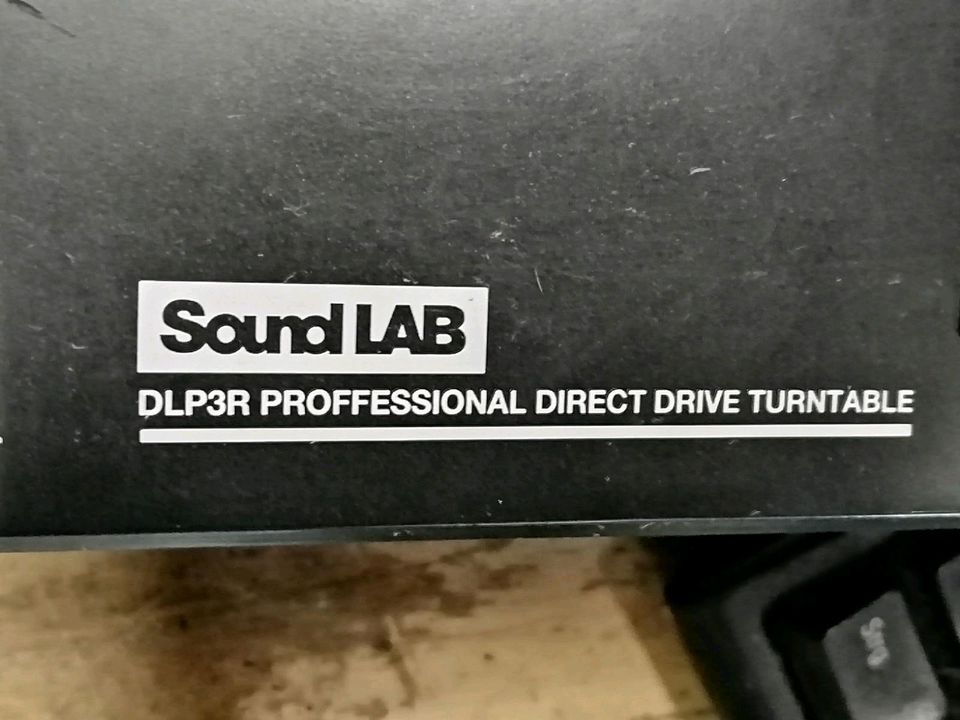 Sound LAB
DLP3R PROFFESSIONAL DIRECT DRIVE TURNTABLE